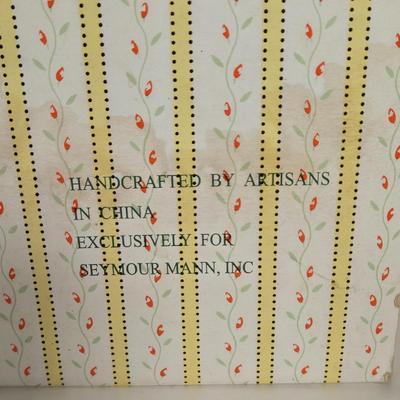 HANDCRAFTED BY ARTISANS
IN CHINA
EXCLUSIVELY FOR
SEYMOUR MANN, INC